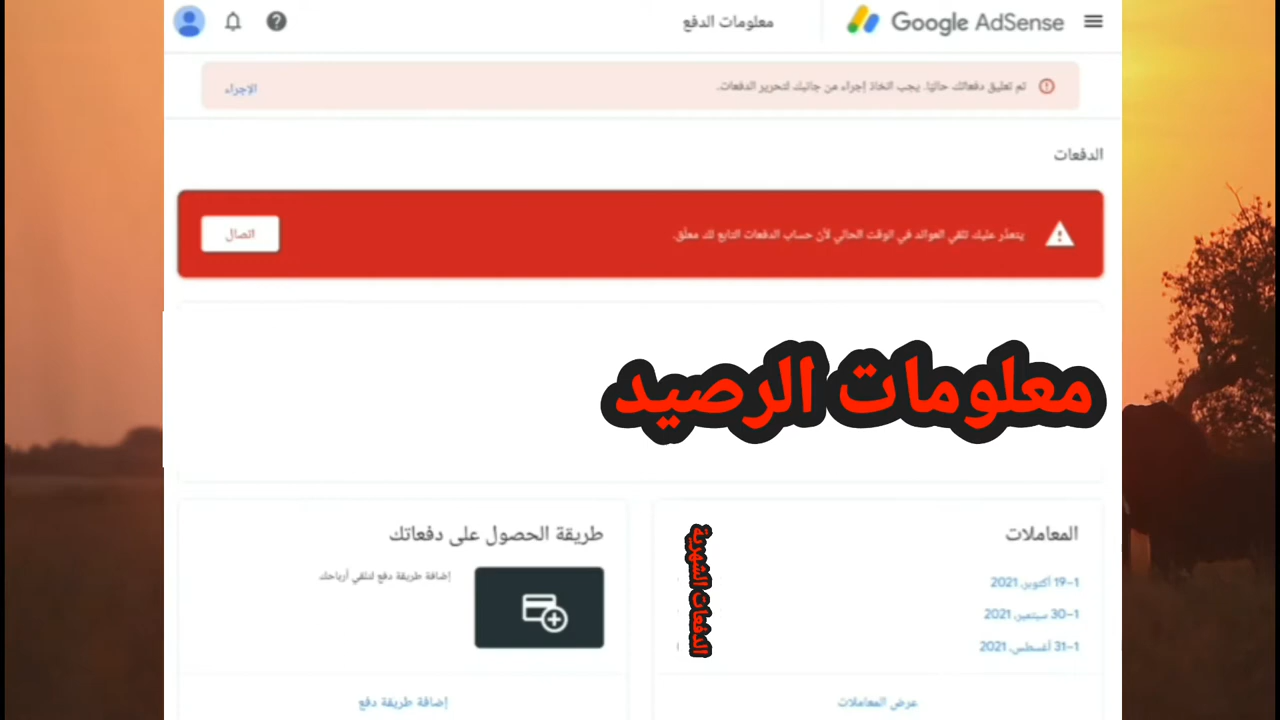 Google AdSense
معلومات الدفع
تم تعليق دفعاتك حاليًا. يجب اتخاذ إجراء من جانبك لتحرير الدفعات.
الإجراء
الدفعات
يتعذّر عليك تلقي العوائد في الوقت الحالي لأن حساب الدفعات التابع لك معلّق.
اتصال
معلومات الرصيد
المعاملات
1–19 أكتوبر، 2021
1–30 سبتمبر، 2021
1–31 أغسطس، 2021
الدفعات الشهرية
عرض المعاملات
طريقة الحصول على دفعاتك
إضافة طريقة دفع لتلقي أرباحك
إضافة طريقة دفع